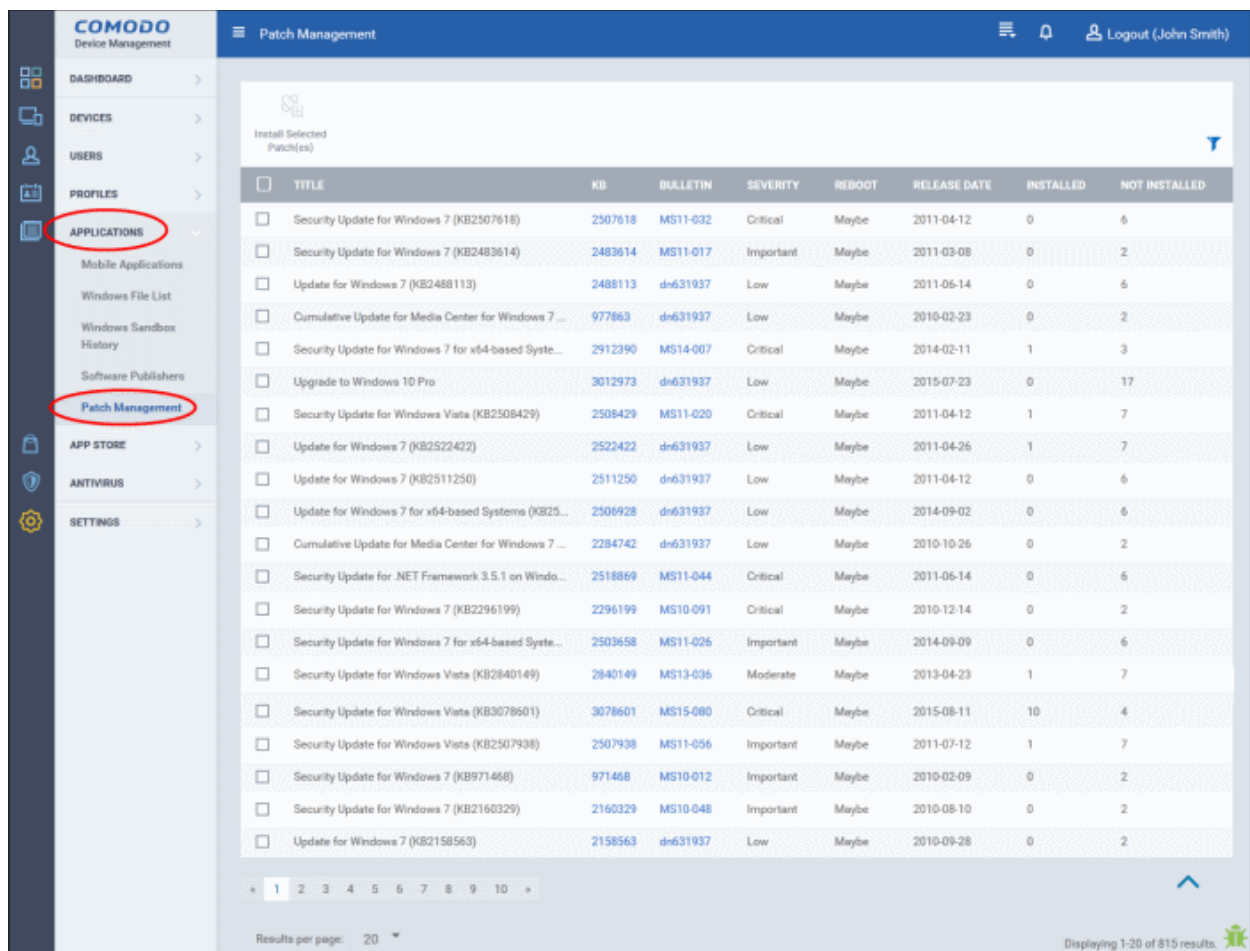 COMODO
Device Management
Patch Management
Logout (John Smith)
DASHBOARD
DEVICES
USERS
PROFILES
APPLICATIONS
Mobile Applications
Windows File List
Windows Sandbox
History
Software Publishers
Patch Management
APP STORE
ANTIVIRUS
SETTINGS
Install Selected
Patch(es)
TITLE KB BULLETIN SEVERITY REBOOT RELEASE DATE INSTALLED NOT INSTALLED
Security Update for Windows 7 (KB2507618) 2507618 MS11-032 Critical Maybe 2011-04-12 0 6
Security Update for Windows 7 (KB2483614) 2483614 MS11-017 Important Maybe 2011-03-08 0 2
Update for Windows 7 (KB2488113) 2488113 dn631937 Low Maybe 2011-06-14 0 6
Cumulative Update for Media Center for Windows 7 ... 977863 dn631937 Low Maybe 2010-02-23 0 2
Security Update for Windows 7 for x64-based Syste... 2912390 MS14-007 Critical Maybe 2014-02-11 1 3
Upgrade to Windows 10 Pro 3012973 dn631937 Low Maybe 2015-07-23 0 17
Security Update for Windows Vista (KB2508429) 2508429 MS11-020 Critical Maybe 2011-04-12 1 7
Update for Windows 7 (KB2522422) 2522422 dn631937 Low Maybe 2011-04-26 1 7
Update for Windows 7 (KB2511250) 2511250 dn631937 Low Maybe 2011-04-12 0 6
Update for Windows 7 for x64-based Systems (KB25... 2506928 dn631937 Low Maybe 2014-09-02 0 6
Cumulative Update for Media Center for Windows 7 ... 2284742 dn631937 Low Maybe 2010-10-26 0 2
Security Update for .NET Framework 3.5.1 on Windo... 2518869 MS11-044 Critical Maybe 2011-06-14 0 6
Security Update for Windows 7 (KB2296199) 2296199 MS10-091 Critical Maybe 2010-12-14 0 2
Security Update for Windows 7 for x64-based Syste... 2503658 MS11-026 Important Maybe 2014-09-09 0 6
Security Update for Windows Vista (KB2840149) 2840149 MS13-036 Moderate Maybe 2013-04-23 1 7
Security Update for Windows Vista (KB3078601) 3078601 MS15-080 Critical Maybe 2015-08-11 10 4
Security Update for Windows Vista (KB2507938) 2507938 MS11-056 Important Maybe 2011-07-12 1 7
Security Update for Windows 7 (KB971468) 971468 MS10-012 Important Maybe 2010-02-09 0 2
Security Update for Windows 7 (KB2160329) 2160329 MS10-048 Important Maybe 2010-08-10 0 2
Update for Windows 7 (KB2158563) 2158563 dn631937 Low Maybe 2010-09-28 0 2
« 1 2 3 4 5 6 7 8 9 10 »
Results per page: 20
Displaying 1-20 of 815 results.